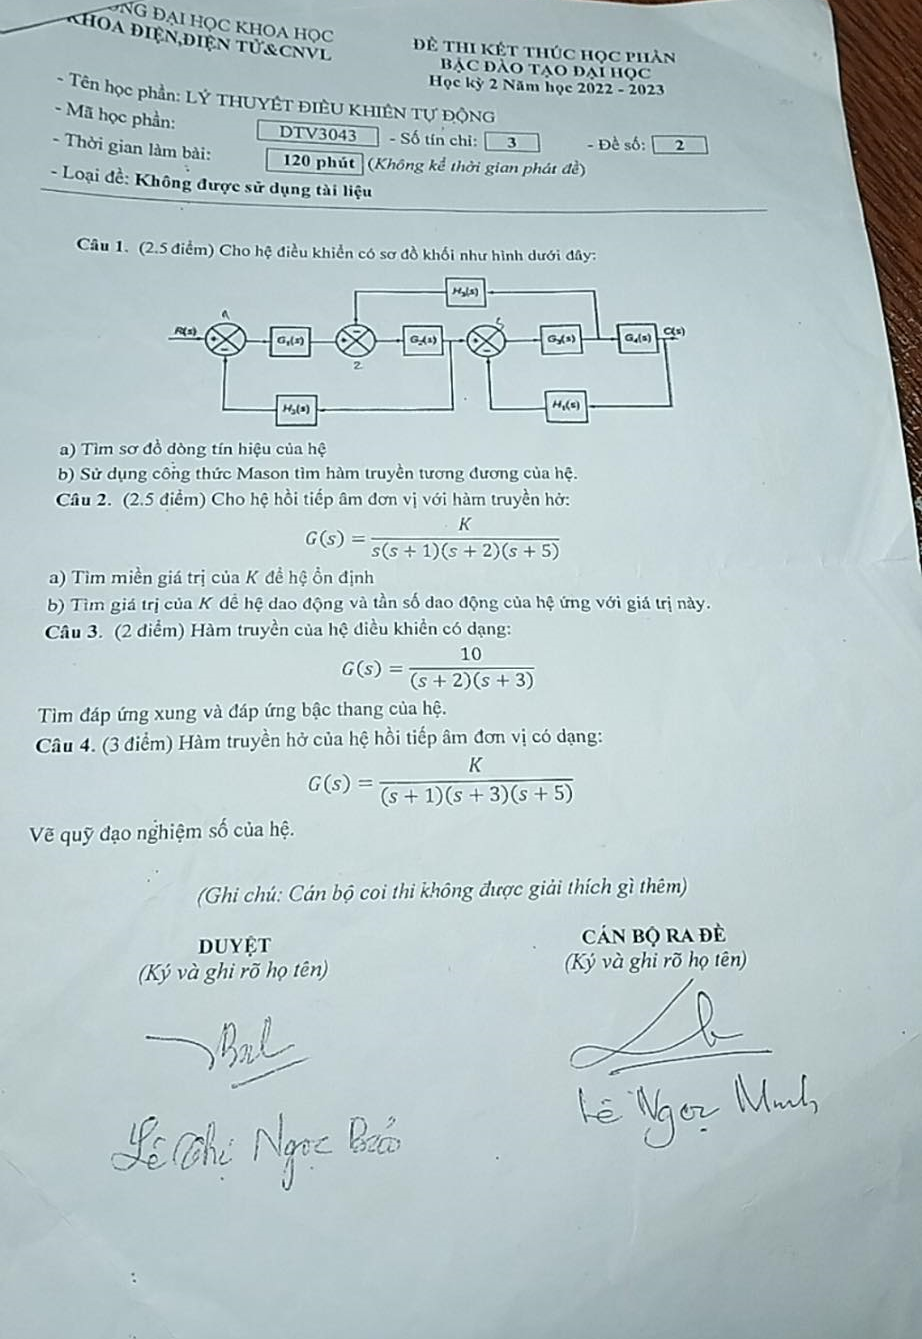 ĐẠI HỌC KHOA HỌC
KHOA ĐIỆN,ĐIỆN TỬ&CNVL
ĐỀ THI KẾT THÚC HỌC PHẦN
BẬC ĐÀO TẠO ĐẠI HỌC
Học kỳ 2 Năm học 2022 - 2023
- Tên học phần: LÝ THUYẾT ĐIỀU KHIỂN TỰ ĐỘNG
- Mã học phần: DTV3043 - Số tín chỉ: 3 - Đề số: 2
- Thời gian làm bài: 120 phút (Không kể thời gian phát đề)
- Loại đề: Không được sử dụng tài liệu
Câu 1. (2.5 điểm) Cho hệ điều khiển có sơ đồ khối như hình dưới đây:
H₃(s)
R(s) G₁(s) G₂(s) G₃(s) G₄(s) C(s)
2
H₂(s) H₁(s)
a) Tìm sơ đồ dòng tín hiệu của hệ
b) Sử dụng công thức Mason tìm hàm truyền tương đương của hệ.
Câu 2. (2.5 điểm) Cho hệ hồi tiếp âm đơn vị với hàm truyền hở:
G(s) = K / s(s + 1)(s + 2)(s + 5)
a) Tìm miền giá trị của K để hệ ổn định
b) Tìm giá trị của K để hệ dao động và tần số dao động của hệ ứng với giá trị này.
Câu 3. (2 điểm) Hàm truyền của hệ điều khiển có dạng:
G(s) = 10 / (s + 2)(s + 3)
Tìm đáp ứng xung và đáp ứng bậc thang của hệ.
Câu 4. (3 điểm) Hàm truyền hở của hệ hồi tiếp âm đơn vị có dạng:
G(s) = K / (s + 1)(s + 3)(s + 5)
Vẽ quỹ đạo nghiệm số của hệ.
(Ghi chú: Cán bộ coi thi không được giải thích gì thêm)
DUYỆT
(Ký và ghi rõ họ tên)
CÁN BỘ RA ĐỀ
(Ký và ghi rõ họ tên)
Lê Ngọc Minh
Lê Chí Ngọc Bảo